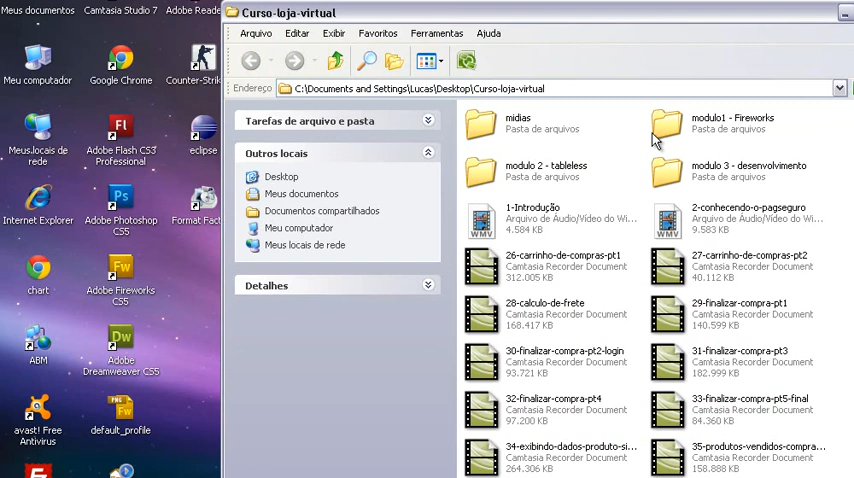 Meus documentos
Camtasia Studio 7
Adobe Reade
Meu computador
Google Chrome
Counter-Strik
Meus locais de
rede
Adobe Flash CS3
Professional
eclipse
Internet Explorer
Adobe Photoshop
CS5
Format Fact
chart
Adobe Fireworks
CS5
ABM
Adobe
Dreamweaver CS5
avast! Free
Antivirus
default_profile
Curso-loja-virtual
Arquivo Editar Exibir Favoritos Ferramentas Ajuda
Endereço C:\Documents and Settings\Lucas\Desktop\Curso-loja-virtual
Tarefas de arquivo e pasta
Outros locais
Desktop
Meus documentos
Documentos compartilhados
Meu computador
Meus locais de rede
Detalhes
midias
Pasta de arquivos
modulo1 - Fireworks
Pasta de arquivos
modulo 2 - tableless
Pasta de arquivos
modulo 3 - desenvolvimento
Pasta de arquivos
1-Introdução
Arquivo de Áudio/Vídeo do Wi...
4.584 KB
2-conhecendo-o-pagseguro
Arquivo de Áudio/Vídeo do Wi...
9.583 KB
26-carrinho-de-compras-pt1
Camtasia Recorder Document
312.005 KB
27-carrinho-de-compras-pt2
Camtasia Recorder Document
40.112 KB
28-calculo-de-frete
Camtasia Recorder Document
168.417 KB
29-finalizar-compra-pt1
Camtasia Recorder Document
140.599 KB
30-finalizar-compra-pt2-login
Camtasia Recorder Document
93.721 KB
31-finalizar-compra-pt3
Camtasia Recorder Document
182.999 KB
32-finalizar-compra-pt4
Camtasia Recorder Document
97.200 KB
33-finalizar-compra-pt5-final
Camtasia Recorder Document
84.360 KB
34-exibindo-dados-produto-si...
Camtasia Recorder Document
264.306 KB
35-produtos-vendidos-compra...
Camtasia Recorder Document
158.888 KB